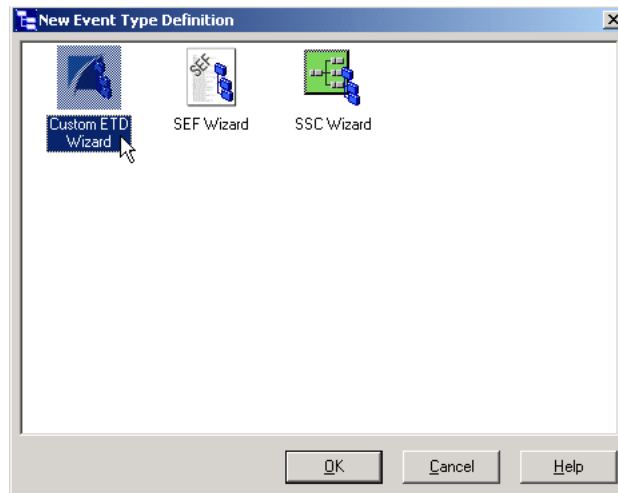 New Event Type Definition
SEF
Custom ETD
Wizard
SEF Wizard
SSC Wizard
OK
Cancel
Help